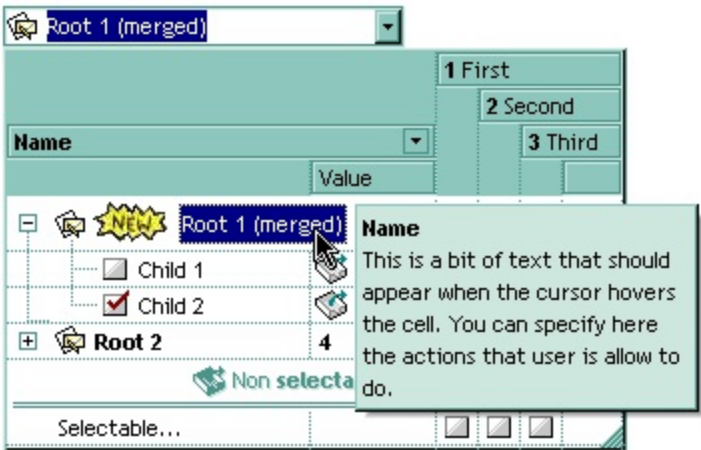 Root 1 (merged)
1 First
2 Second
Name
3 Third
Value
NEW
Root 1 (merged)
Name
This is a bit of text that should
appear when the cursor hovers
the cell. You can specify here
the actions that user is allow to
do.
Child 1
Child 2
Root 2
4
Non selecta
Selectable...